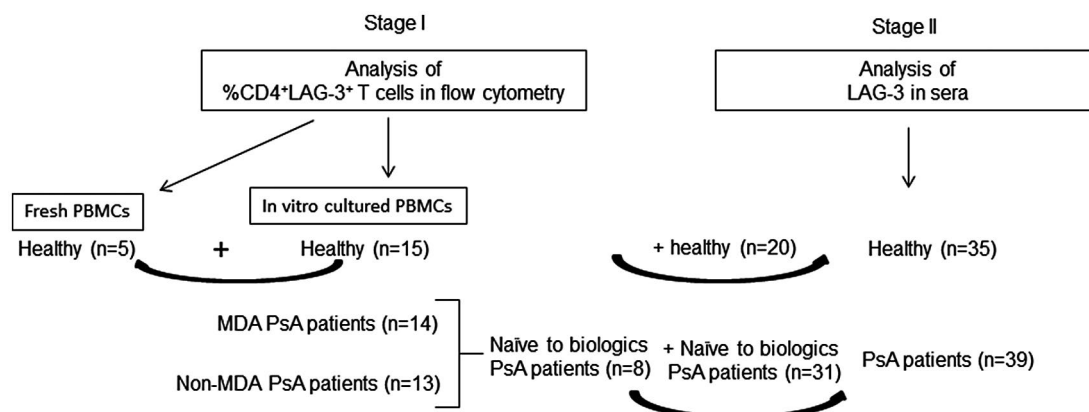 Stage I
Stage II
Analysis of
%CD4⁺LAG-3⁺ T cells in flow cytometry
Analysis of
LAG-3 in sera
Fresh PBMCs
In vitro cultured PBMCs
Healthy (n=5)
+
Healthy (n=15)
+ healthy (n=20)
Healthy (n=35)
MDA PsA patients (n=14)
Non-MDA PsA patients (n=13)
Naïve to biologics
PsA patients (n=8)
+ Naïve to biologics
PsA patients (n=31)
PsA patients (n=39)